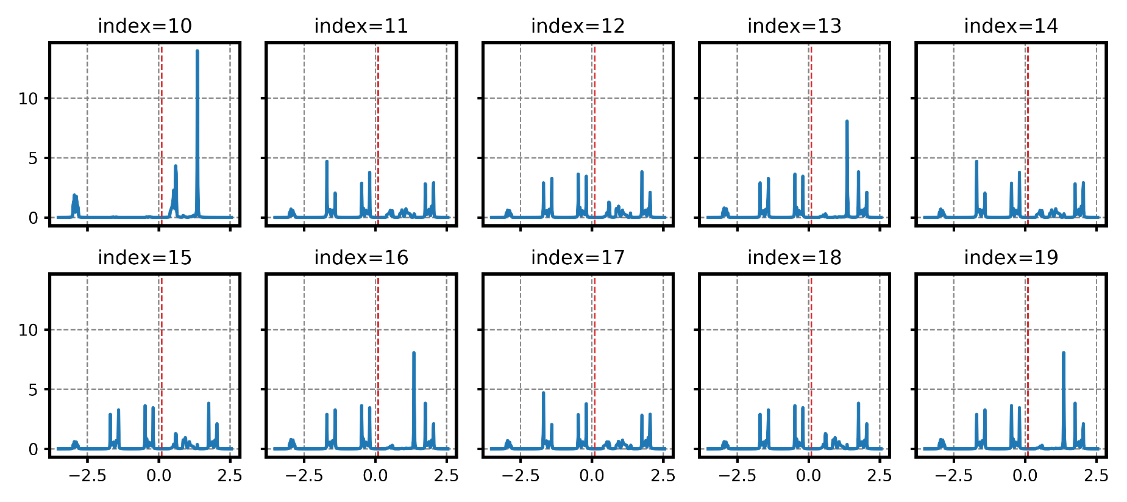 index=10 index=11 index=12 index=13 index=14
10
5
0
index=15 index=16 index=17 index=18 index=19
10
5
0
−2.5 0.0 2.5 −2.5 0.0 2.5 −2.5 0.0 2.5 −2.5 0.0 2.5 −2.5 0.0 2.5